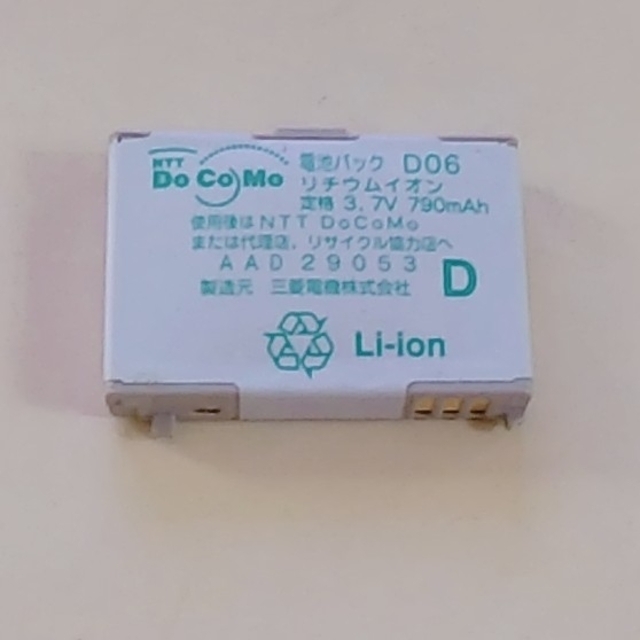 NTT
DoCoMo
電池パック D06
リチウムイオン
定格 3.7V 790mAh
使用後はNTT DoCoMo
または代理店、リサイクル協力店へ
AAD29053
D
製造元 三菱電機株式会社
Li-ion